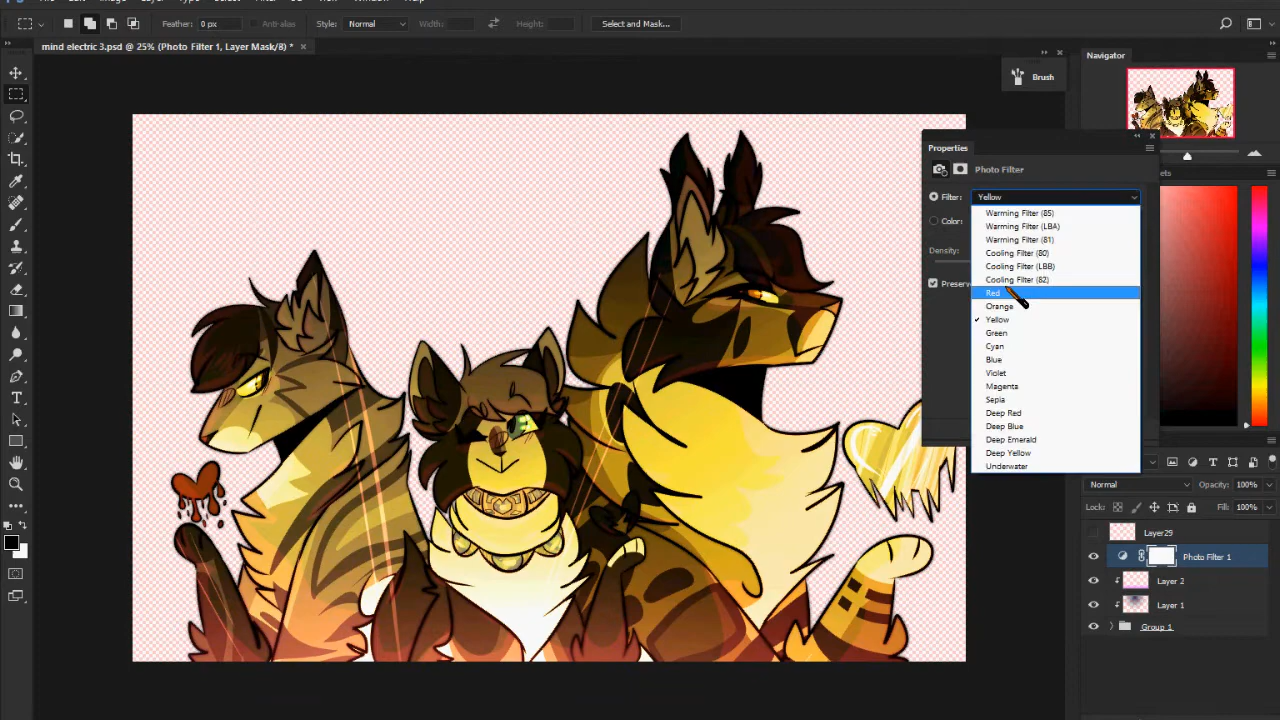 Feather: 0 px Anti-alias Style: Normal Width: Height: Select and Mask...
mind electric 3.psd @ 25% (Photo Filter 1, Layer Mask/8) * ×
Navigator
Brush
Properties
Photo Filter
Filter: Yellow
Color:
Density:
Preserve
Warming Filter (85)
Warming Filter (LBA)
Warming Filter (81)
Cooling Filter (80)
Cooling Filter (LBB)
Cooling Filter (82)
Red
Orange
Yellow
Green
Cyan
Blue
Violet
Magenta
Sepia
Deep Red
Deep Blue
Deep Emerald
Deep Yellow
Underwater
Normal Opacity: 100%
Lock: Fill: 100%
Layer29
Photo Filter 1
Layer 2
Layer 1
Group 1